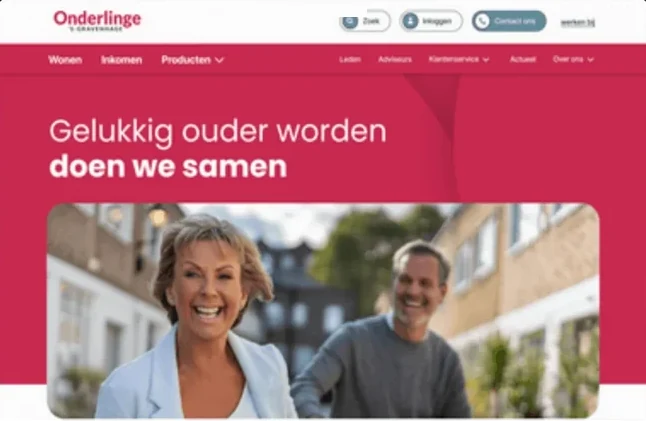 Onderlinge
'S-GRAVENHAGE
Zoek
Inloggen
Contact ons
werken bij
Wonen
Inkomen
Producten
Leden
Adviseurs
Klantenservice
Actueel
Over ons
Gelukkig ouder worden
doen we samen